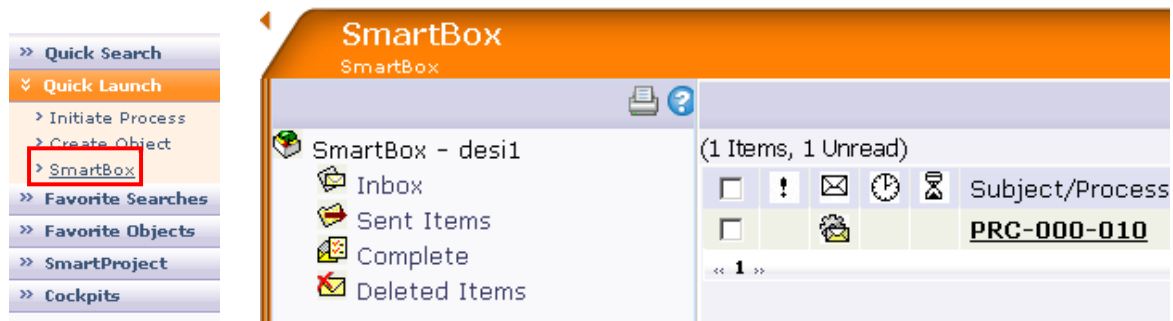 Quick Search
Quick Launch
Initiate Process
Create Object
SmartBox
Favorite Searches
Favorite Objects
SmartProject
Cockpits
SmartBox
SmartBox
SmartBox - desi1
Inbox
Sent Items
Complete
Deleted Items
(1 Items, 1 Unread)
Subject/Process
PRC-000-010
« 1 »